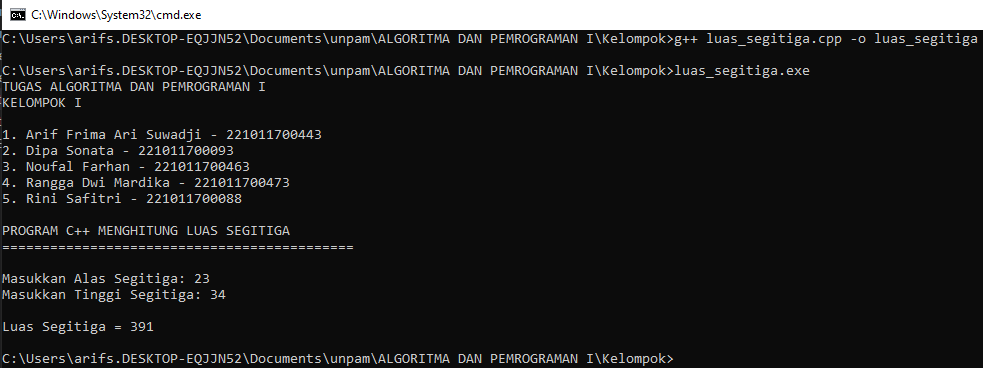 C:\Windows\System32\cmd.exe
C:\Users\arifs.DESKTOP-EQJJN52\Documents\unpam\ALGORITMA DAN PEMROGRAMAN I\Kelompok>g++ luas_segitiga.cpp -o luas_segitiga
C:\Users\arifs.DESKTOP-EQJJN52\Documents\unpam\ALGORITMA DAN PEMROGRAMAN I\Kelompok>luas_segitiga.exe
TUGAS ALGORITMA DAN PEMROGRAMAN I
KELOMPOK I
1. Arif Frima Ari Suwadji - 221011700443
2. Dipa Sonata - 221011700093
3. Noufal Farhan - 221011700463
4. Rangga Dwi Mardika - 221011700473
5. Rini Safitri - 221011700088
PROGRAM C++ MENGHITUNG LUAS SEGITIGA
============================================
Masukkan Alas Segitiga: 23
Masukkan Tinggi Segitiga: 34
Luas Segitiga = 391
C:\Users\arifs.DESKTOP-EQJJN52\Documents\unpam\ALGORITMA DAN PEMROGRAMAN I\Kelompok>